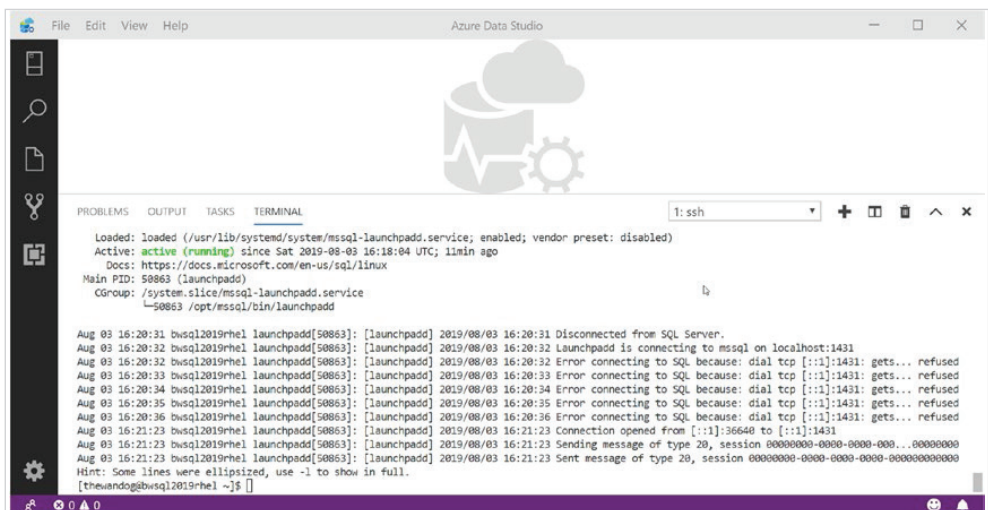 File Edit View Help
Azure Data Studio
PROBLEMS OUTPUT TASKS TERMINAL
1: ssh
Loaded: loaded (/usr/lib/systemd/system/mssql-launchpadd.service; enabled; vendor preset: disabled)
Active: active (running) since Sat 2019-08-03 16:18:04 UTC; 11min ago
Docs: https://docs.microsoft.com/en-us/sql/linux
Main PID: 50863 (launchpadd)
CGroup: /system.slice/mssql-launchpadd.service
└─50863 /opt/mssql/bin/launchpadd
Aug 03 16:20:31 bwsql2019rhel launchpadd[50863]: [launchpadd] 2019/08/03 16:20:31 Disconnected from SQL Server.
Aug 03 16:20:32 bwsql2019rhel launchpadd[50863]: [launchpadd] 2019/08/03 16:20:32 Launchpadd is connecting to mssql on localhost:1431
Aug 03 16:20:32 bwsql2019rhel launchpadd[50863]: [launchpadd] 2019/08/03 16:20:32 Error connecting to SQL because: dial tcp [::1]:1431: gets... refused
Aug 03 16:20:33 bwsql2019rhel launchpadd[50863]: [launchpadd] 2019/08/03 16:20:33 Error connecting to SQL because: dial tcp [::1]:1431: gets... refused
Aug 03 16:20:34 bwsql2019rhel launchpadd[50863]: [launchpadd] 2019/08/03 16:20:34 Error connecting to SQL because: dial tcp [::1]:1431: gets... refused
Aug 03 16:20:35 bwsql2019rhel launchpadd[50863]: [launchpadd] 2019/08/03 16:20:35 Error connecting to SQL because: dial tcp [::1]:1431: gets... refused
Aug 03 16:20:36 bwsql2019rhel launchpadd[50863]: [launchpadd] 2019/08/03 16:20:36 Error connecting to SQL because: dial tcp [::1]:1431: gets... refused
Aug 03 16:21:23 bwsql2019rhel launchpadd[50863]: [launchpadd] 2019/08/03 16:21:23 Connection opened from [::1]:36640 to [::1]:1431
Aug 03 16:21:23 bwsql2019rhel launchpadd[50863]: [launchpadd] 2019/08/03 16:21:23 Sending message of type 20, session 00000000-0000-0000-000...00000000
Aug 03 16:21:23 bwsql2019rhel launchpadd[50863]: [launchpadd] 2019/08/03 16:21:23 Sent message of type 20, session 00000000-0000-0000-0000-000000000000
Hint: Some lines were ellipsized, use -l to show in full.
[thewandog@bwsql2019rhel ~]$
0 0